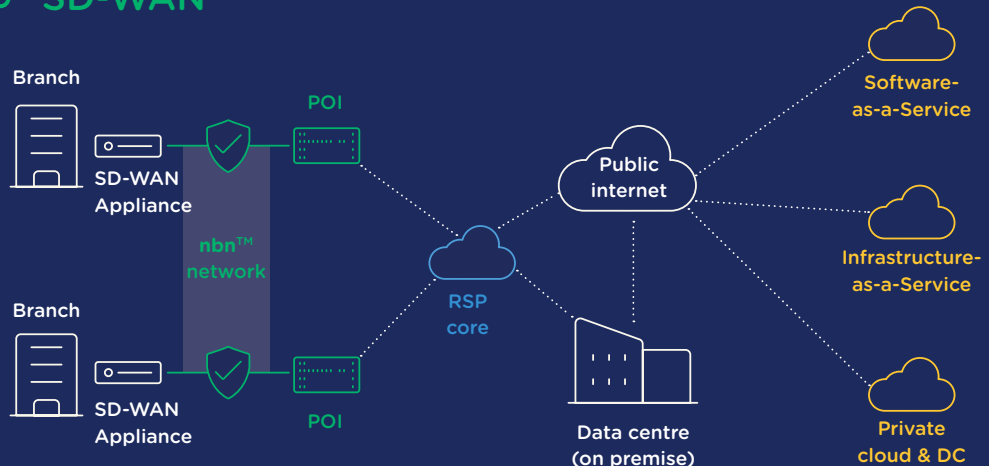 SD-WAN
Branch
SD-WAN
Appliance
POI
nbn™
network
Branch
SD-WAN
Appliance
POI
RSP
core
Public
internet
Data centre
(on premise)
Software-
as-a-Service
Infrastructure-
as-a-Service
Private
cloud & DC